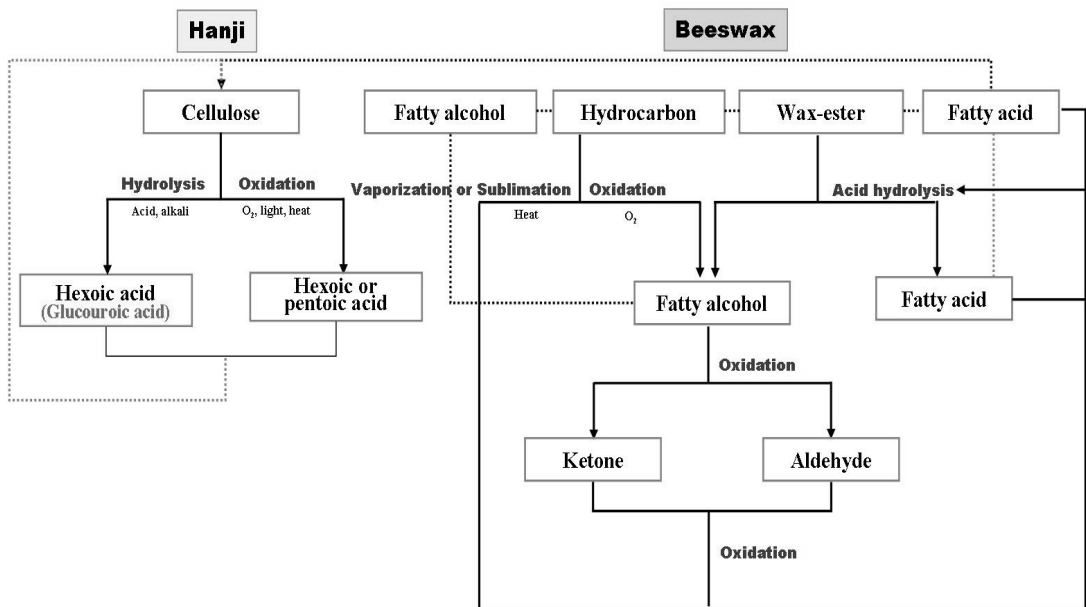 Hanji
Beeswax
Cellulose
Fatty alcohol
Hydrocarbon
Wax-ester
Fatty acid
Hydrolysis
Oxidation
Vaporization or Sublimation
Oxidation
Acid hydrolysis
Acid, alkali
O₂, light, heat
Heat
O₂
Hexoic acid
(Glucouroic acid)
Hexoic or
pentoic acid
Fatty alcohol
Fatty acid
Oxidation
Ketone
Aldehyde
Oxidation